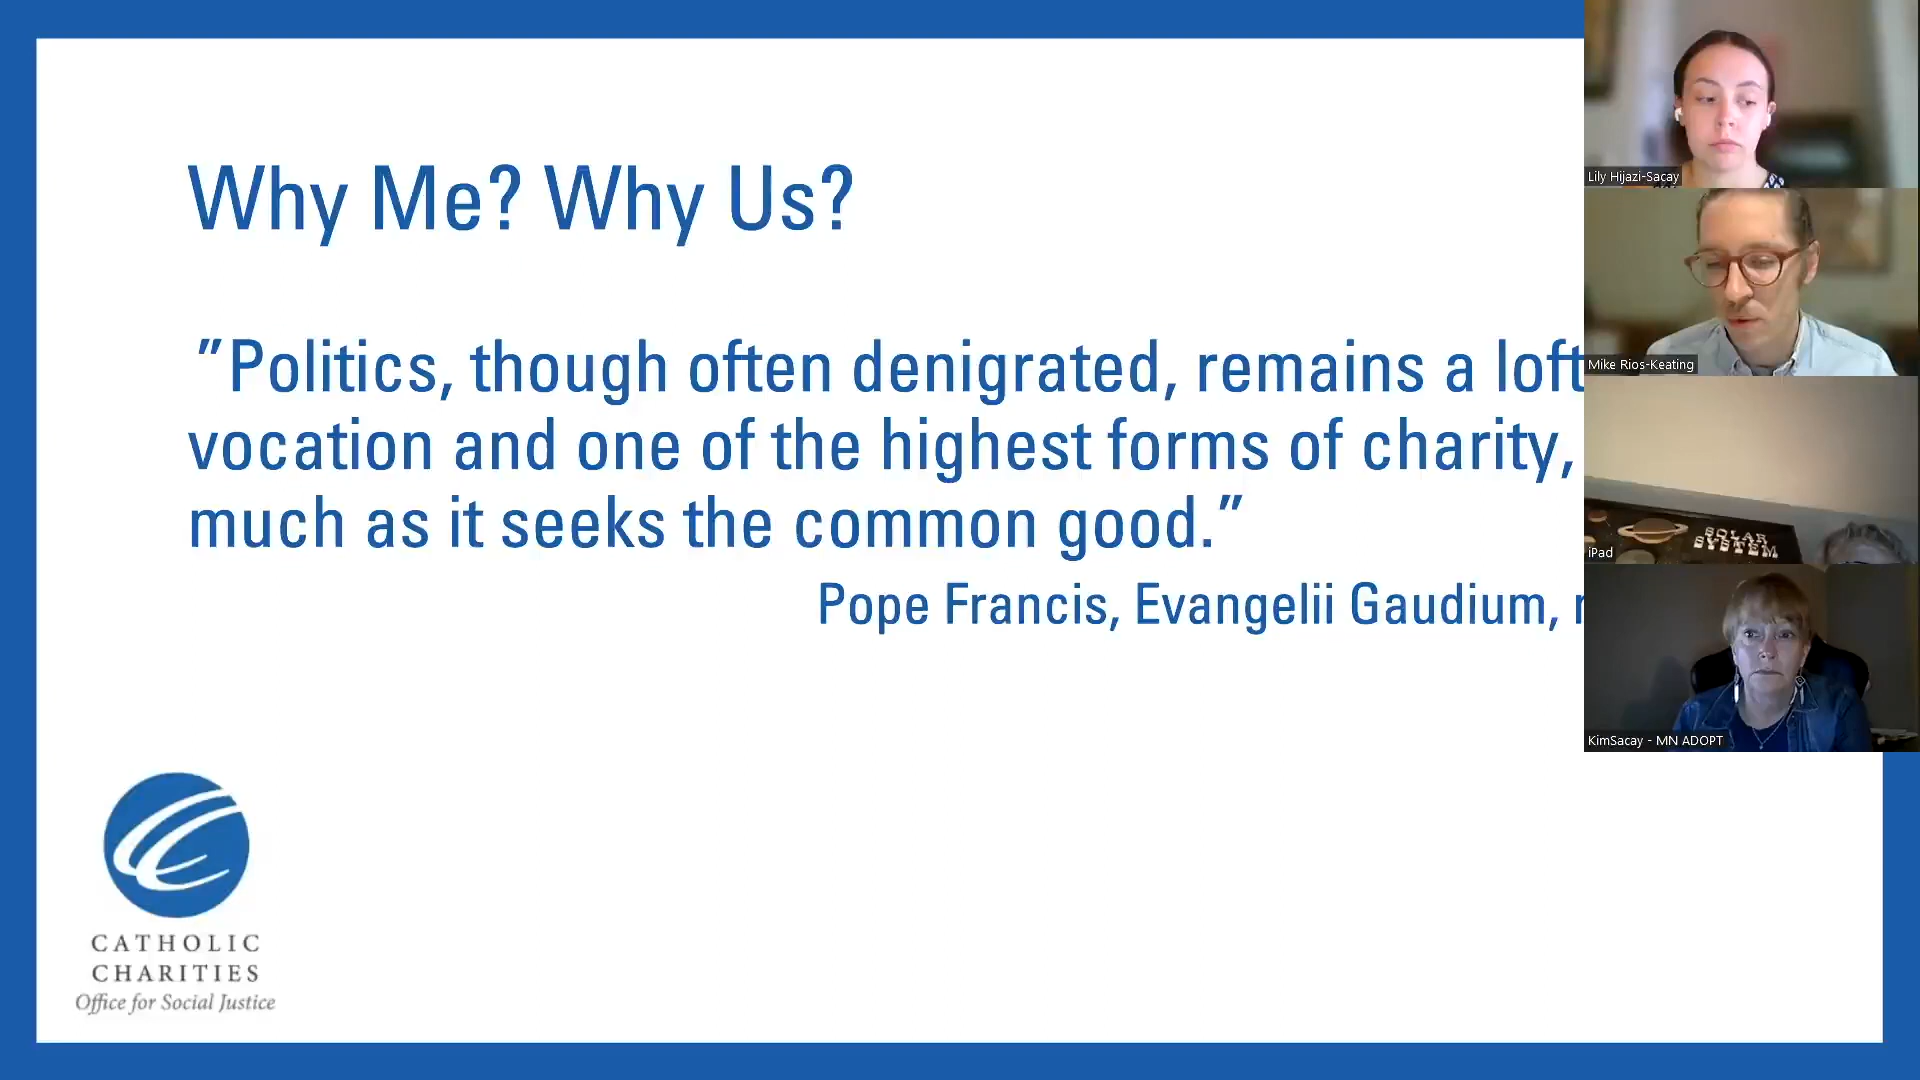 Why Me? Why Us?
"Politics, though often denigrated, remains a loft
vocation and one of the highest forms of charity,
much as it seeks the common good."
Pope Francis, Evangelii Gaudium,
CATHOLIC
CHARITIES
Office for Social Justice
Lily Hijazi-Sacay
Mike Rios-Keating
SOLAR
SYSTEM
iPad
KimSacay - MN ADOPT